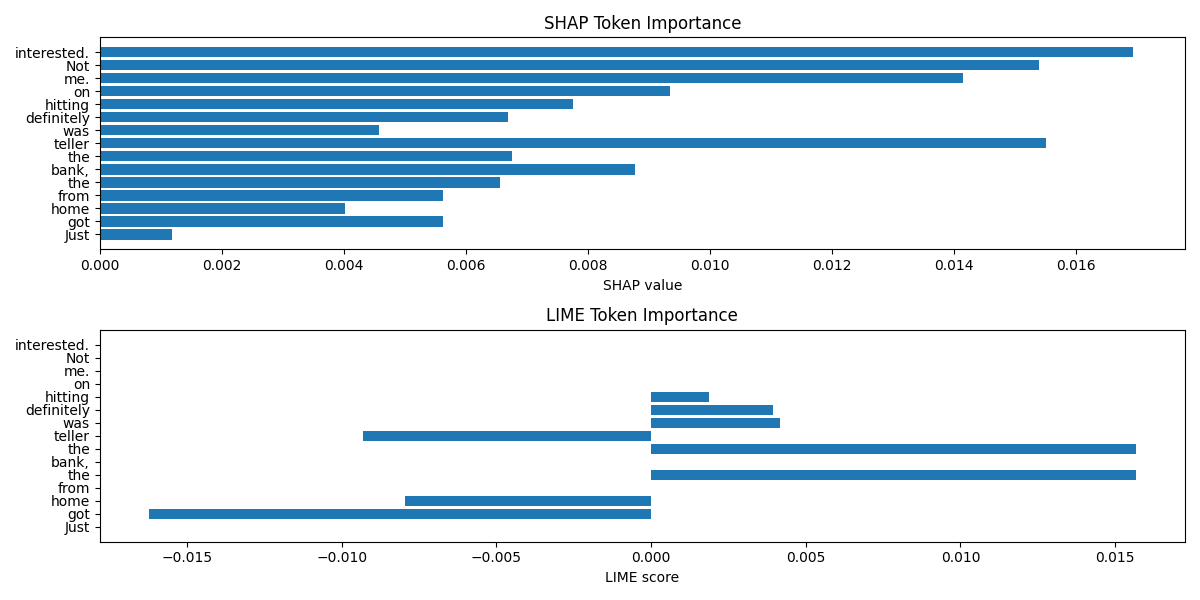 SHAP Token Importance
interested.
Not
me.
on
hitting
definitely
was
teller
the
bank,
the
from
home
got
Just
0.000 0.002 0.004 0.006 0.008 0.010 0.012 0.014 0.016
SHAP value
LIME Token Importance
interested.
Not
me.
on
hitting
definitely
was
teller
the
bank,
the
from
home
got
Just
−0.015 −0.010 −0.005 0.000 0.005 0.010 0.015
LIME score